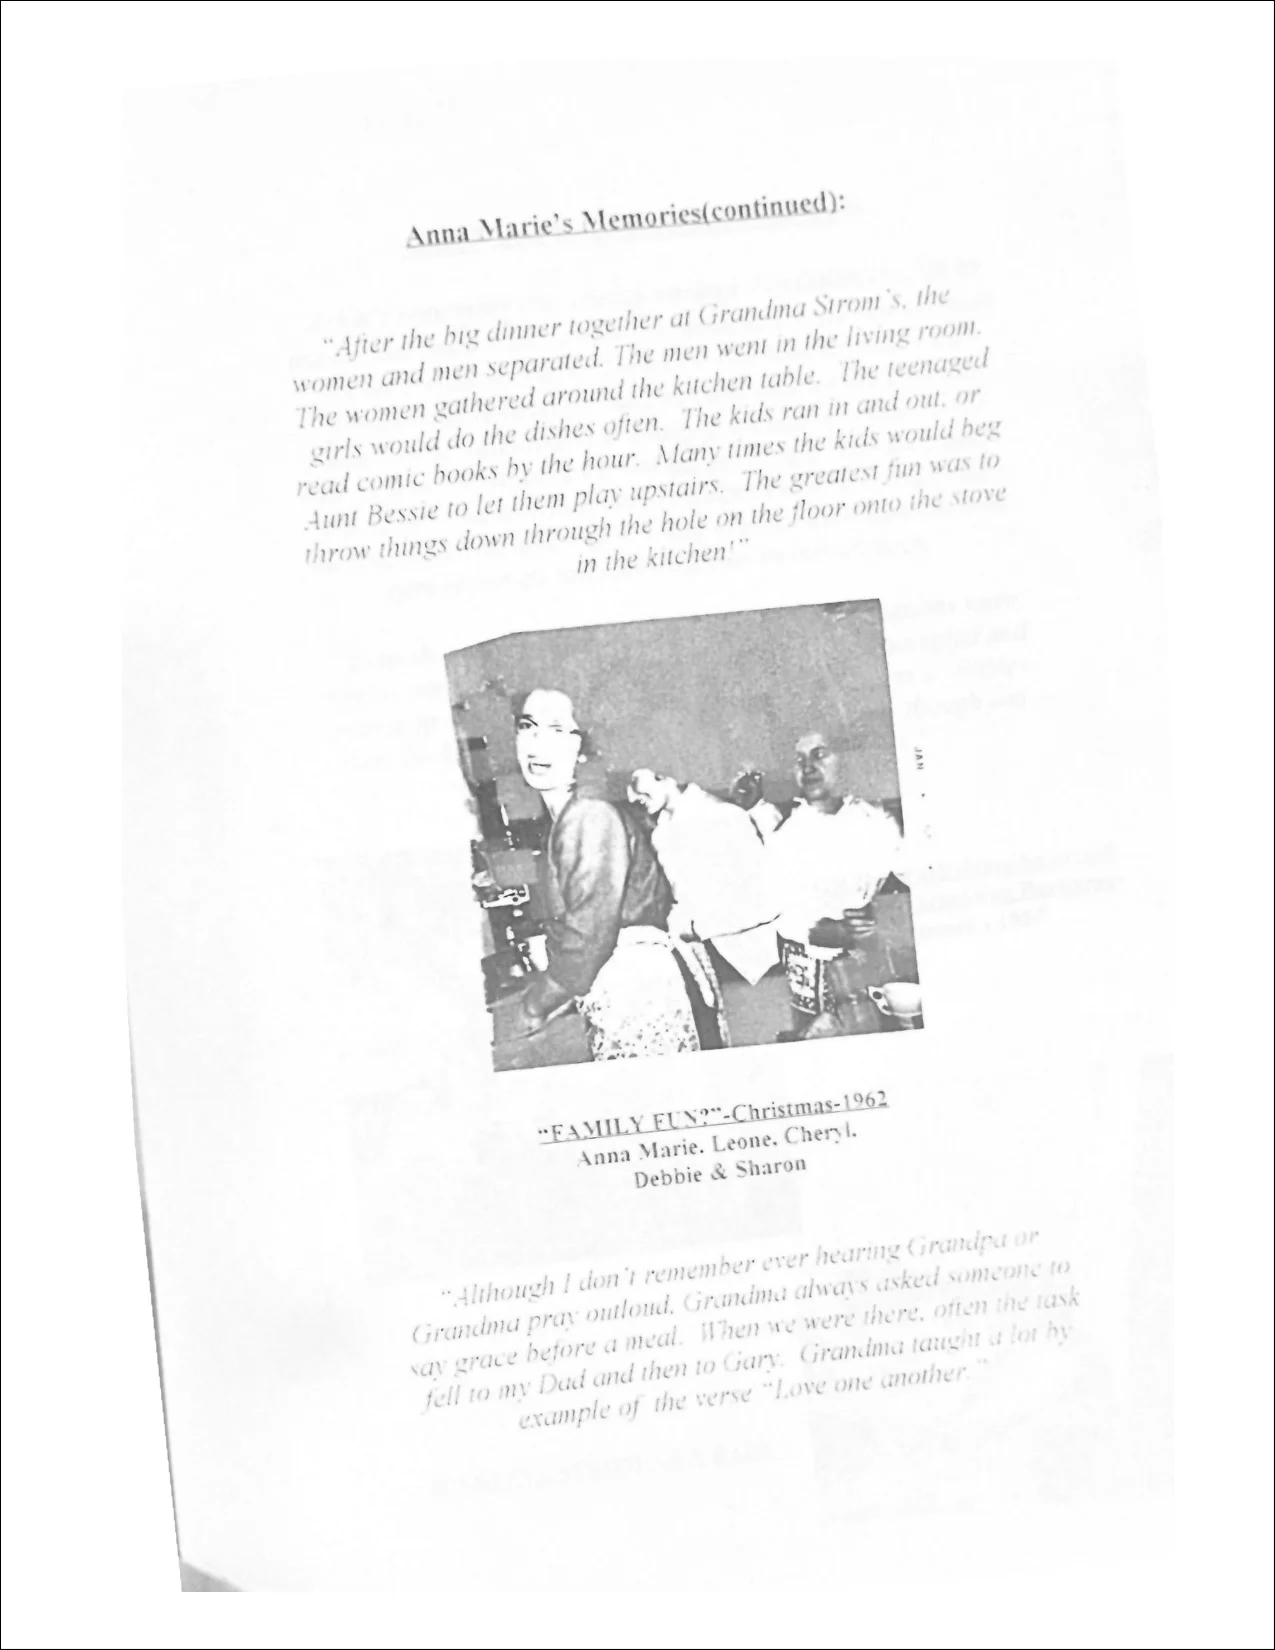 Anna Marie's Memories(continued):
"After the big dinner together at Grandma Strom's, the
women and men separated. The men went in the living room.
The women gathered around the kitchen table. The teenaged
girls would do the dishes often. The kids ran in and out, or
read comic books by the hour. Many times the kids would beg
Aunt Bessie to let them play upstairs. The greatest fun was to
throw things down through the hole on the floor onto the stove
in the kitchen!"
JAN
"FAMILY FUN?"-Christmas-1962
Anna Marie, Leone, Cheryl,
Debbie & Sharon
"Although I don't remember ever hearing Grandpa or
Grandma pray outloud, Grandma always asked someone to
say grace before a meal. When we were there, often the task
fell to my Dad and then to Gary. Grandma taught a lot by
example of the verse "Love one another."